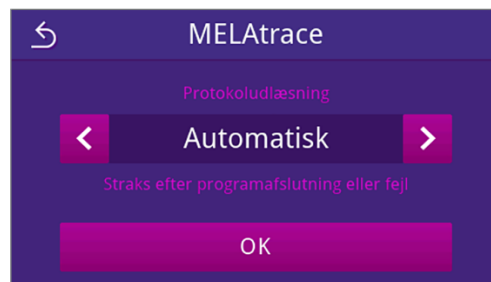 MELAtrace
Protokoludlæsning
Automatisk
Straks efter programafslutning eller fejl
OK